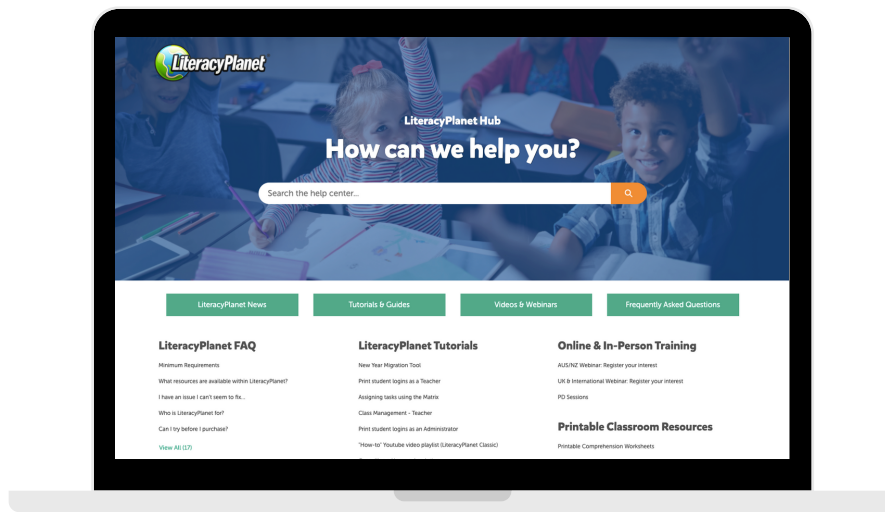 LiteracyPlanet
LiteracyPlanet Hub
How can we help you?
Search the help center...
LiteracyPlanet News
Tutorials & Guides
Videos & Webinars
Frequently Asked Questions
LiteracyPlanet FAQ
Minimum Requirements
What resources are available within LiteracyPlanet?
I have an issue I can't seem to fix...
Who is LiteracyPlanet for?
Can I try before I purchase?
View All (17)
LiteracyPlanet Tutorials
New Year Migration Tool
Print student logins as a Teacher
Assigning tasks using the Matrix
Class Management - Teacher
Print student logins as an Administrator
"How-to" Youtube video playlist (LiteracyPlanet Classic)
Online & In-Person Training
AUS/NZ Webinar: Register your interest
UK & International Webinar: Register your interest
PD Sessions
Printable Classroom Resources
Printable Comprehension Worksheets